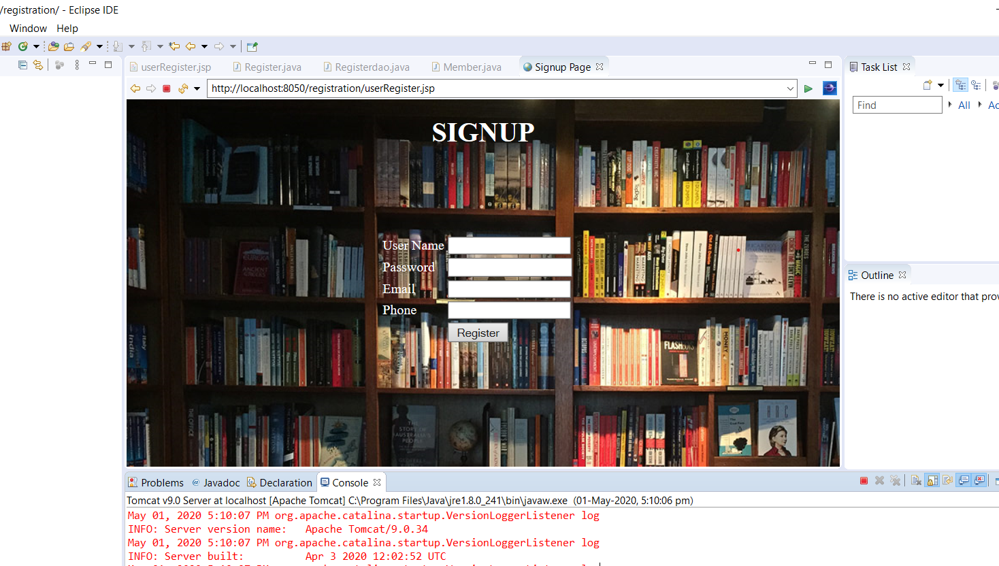 /registration/ - Eclipse IDE
Window Help
userRegister.jsp Register.java Registerdao.java Member.java Signup Page Task List
http://localhost:8050/registration/userRegister.jsp
Find All
SIGNUP
User Name
Password
Email
Phone
Register
EUREKA
FLASH
Outline
There is no active editor that prov
Problems @ Javadoc Declaration Console
Tomcat v9.0 Server at localhost [Apache Tomcat] C:\Program Files\Java\jre1.8.0_241\bin\javaw.exe (01-May-2020, 5:10:06 pm)
May 01, 2020 5:10:07 PM org.apache.catalina.startup.VersionLoggerListener log
INFO: Server version name: Apache Tomcat/9.0.34
May 01, 2020 5:10:07 PM org.apache.catalina.startup.VersionLoggerListener log
INFO: Server built: Apr 3 2020 12:02:52 UTC